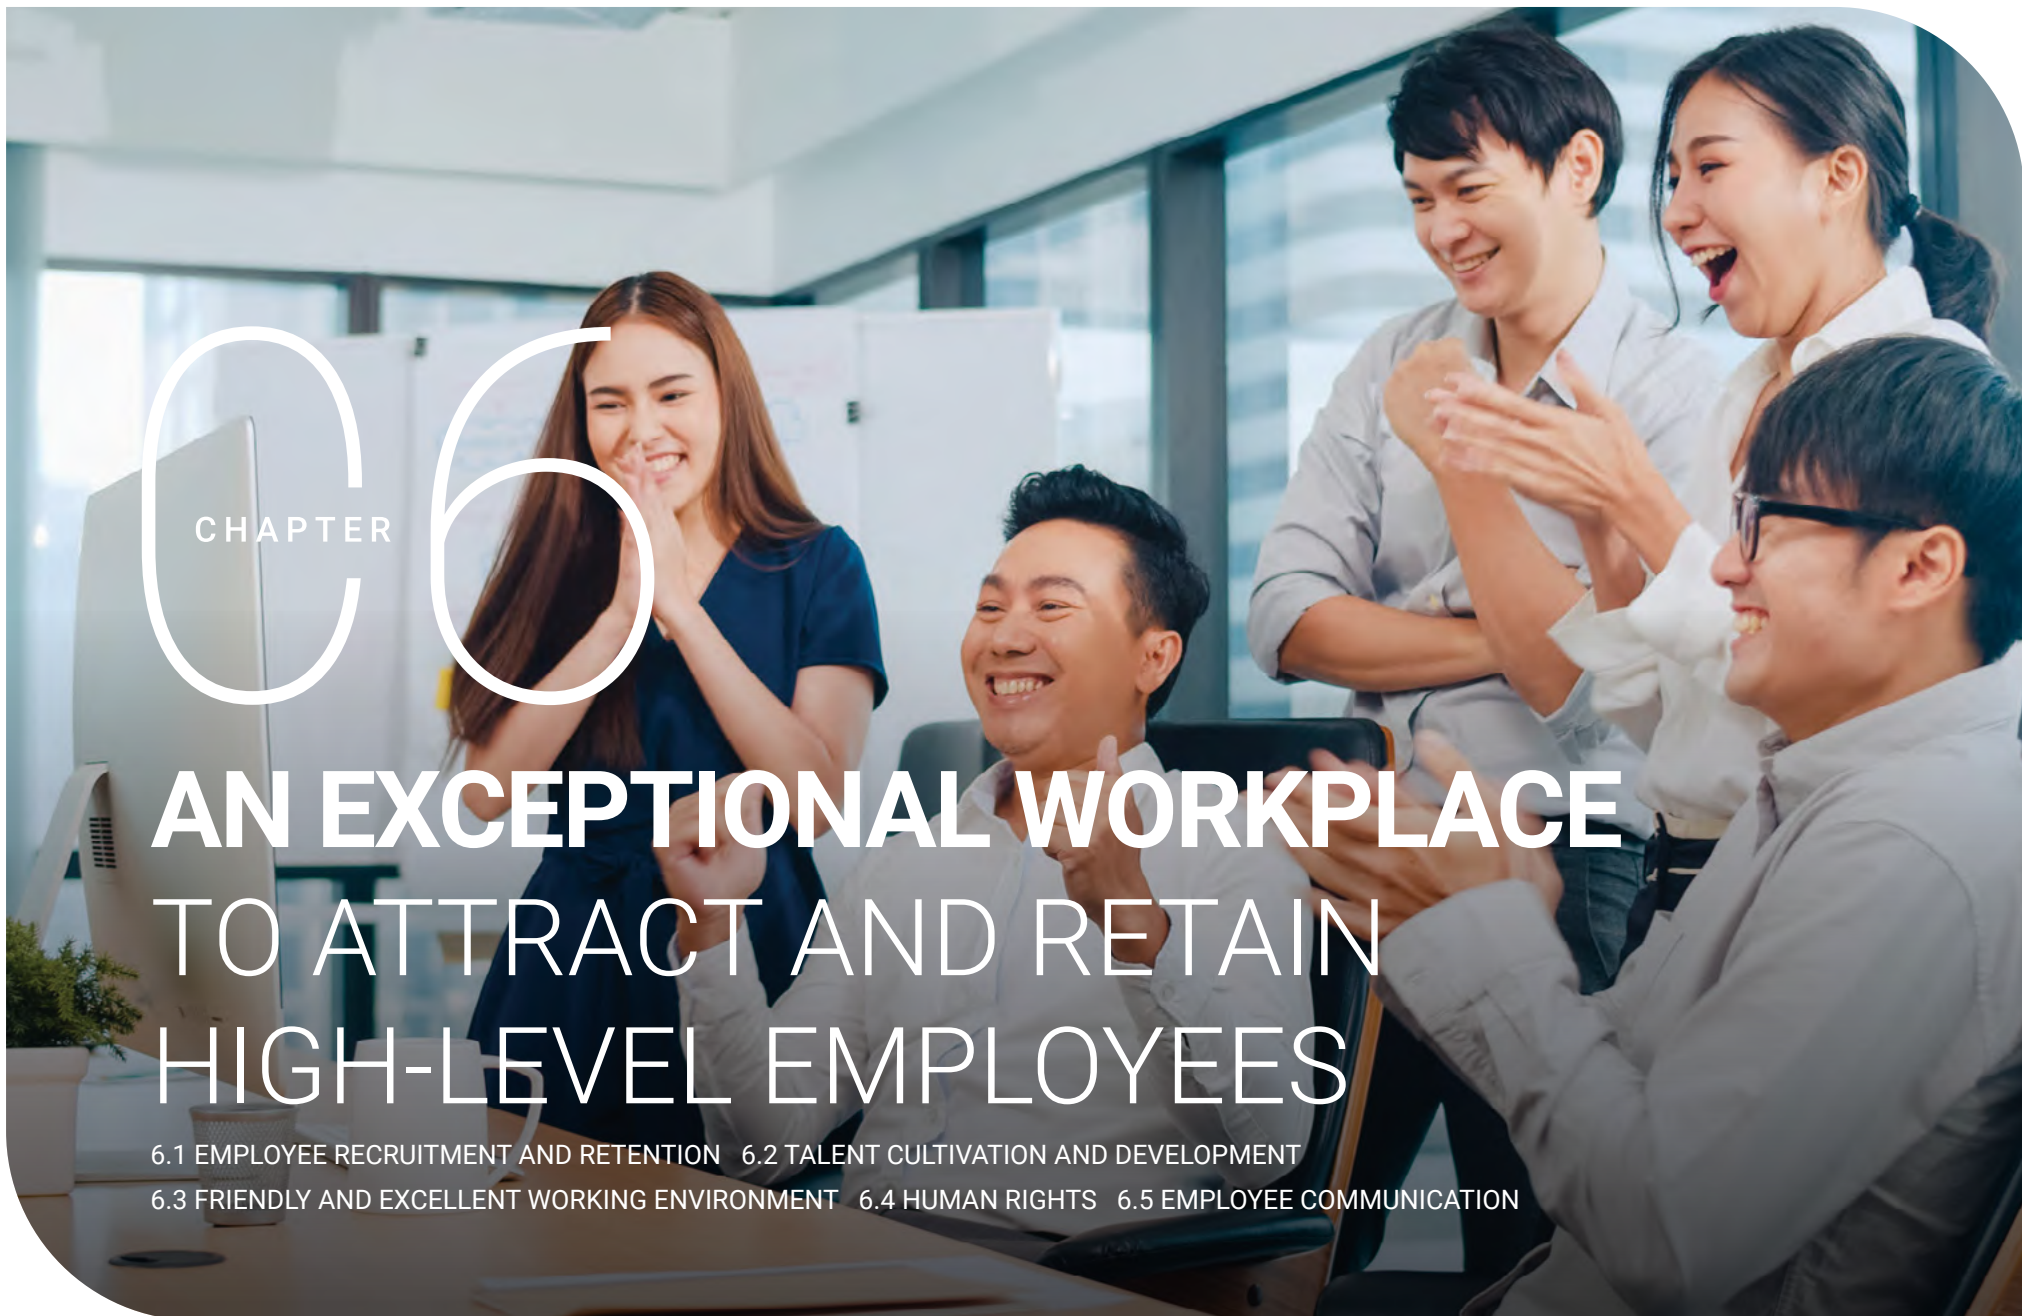 C6
CHAPTER
AN EXCEPTIONAL WORKPLACE
TO ATTRACT AND RETAIN
HIGH-LEVEL EMPLOYEES
6.1 EMPLOYEE RECRUITMENT AND RETENTION 6.2 TALENT CULTIVATION AND DEVELOPMENT
6.3 FRIENDLY AND EXCELLENT WORKING ENVIRONMENT 6.4 HUMAN RIGHTS 6.5 EMPLOYEE COMMUNICATION